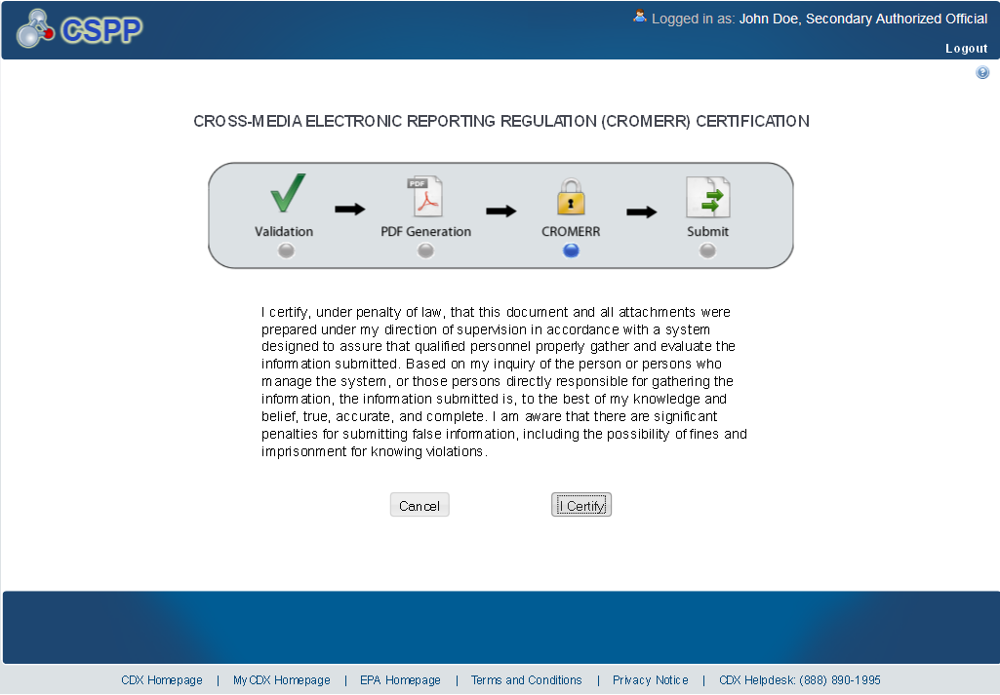 CSPP
Logged in as: John Doe, Secondary Authorized Official
Logout
?
CROSS-MEDIA ELECTRONIC REPORTING REGULATION (CROMERR) CERTIFICATION
PDF
Validation
PDF Generation
CROMERR
Submit
I certify, under penalty of law, that this document and all attachments were
prepared under my direction of supervision in accordance with a system
designed to assure that qualified personnel properly gather and evaluate the
information submitted. Based on my inquiry of the person or persons who
manage the system, or those persons directly responsible for gathering the
information, the information submitted is, to the best of my knowledge and
belief, true, accurate, and complete. I am aware that there are significant
penalties for submitting false information, including the possibility of fines and
imprisonment for knowing violations.
Cancel
I Certify
CDX Homepage | MyCDX Homepage | EPA Homepage | Terms and Conditions | Privacy Notice | CDX Helpdesk: (888) 890-1995